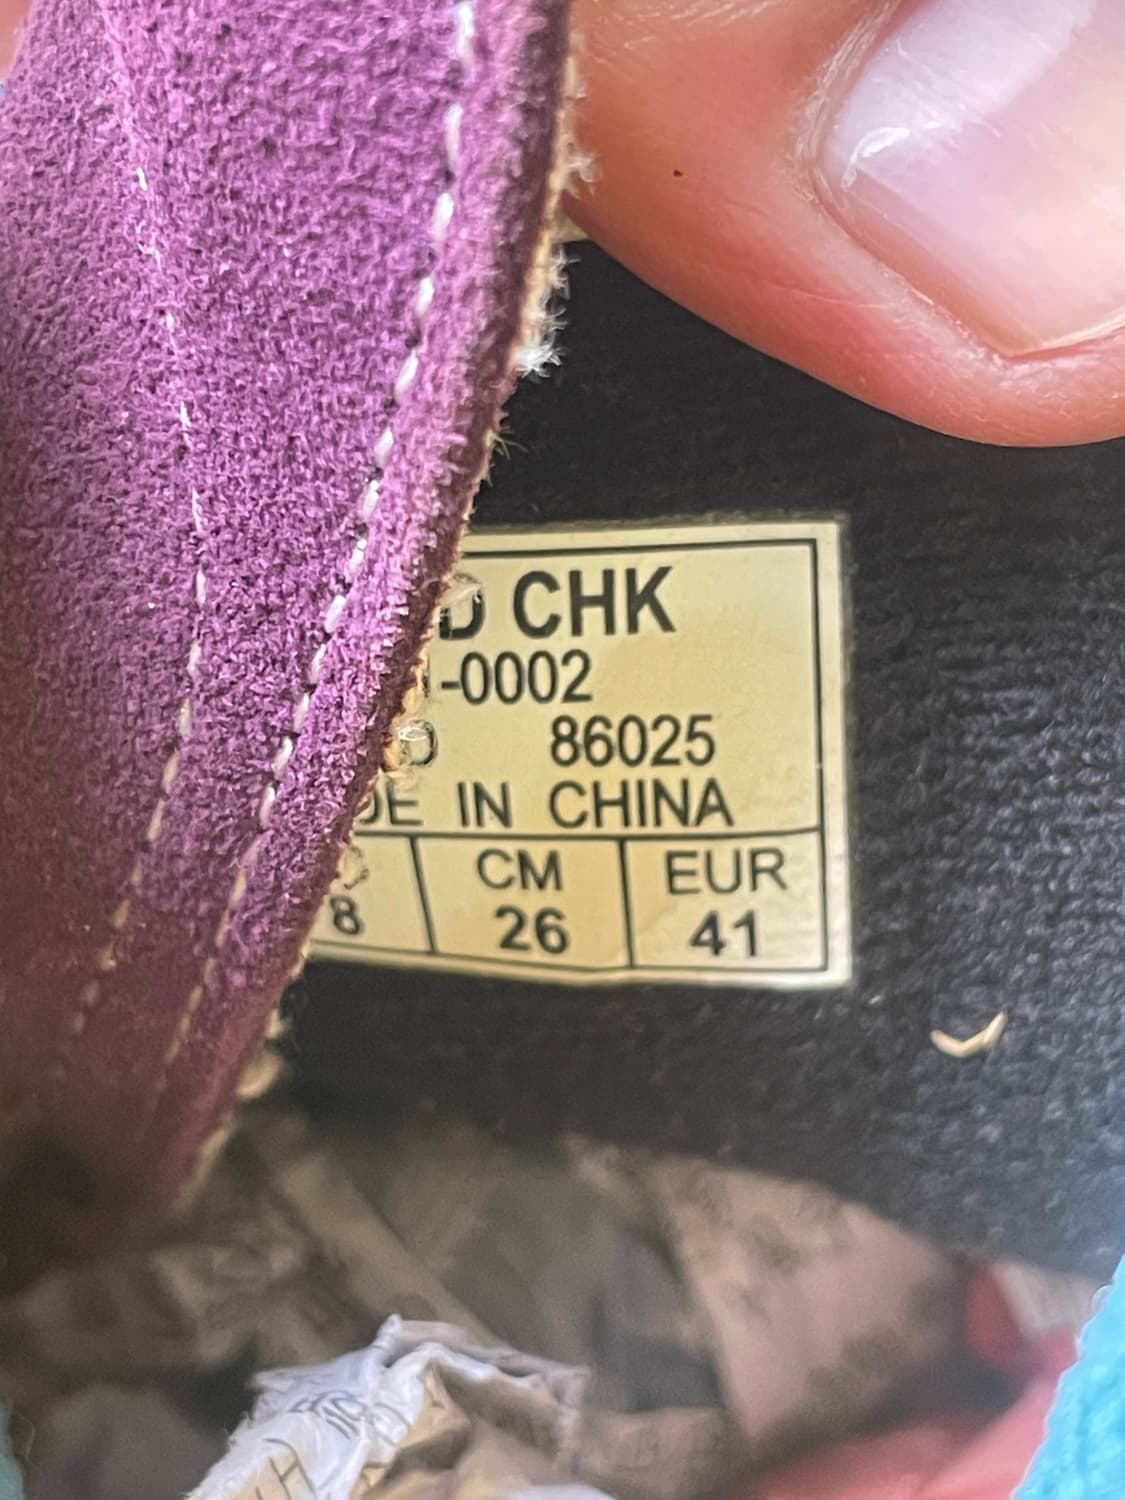 D CHK
-0002
86025
DE IN CHINA
CM EUR
8 26 41